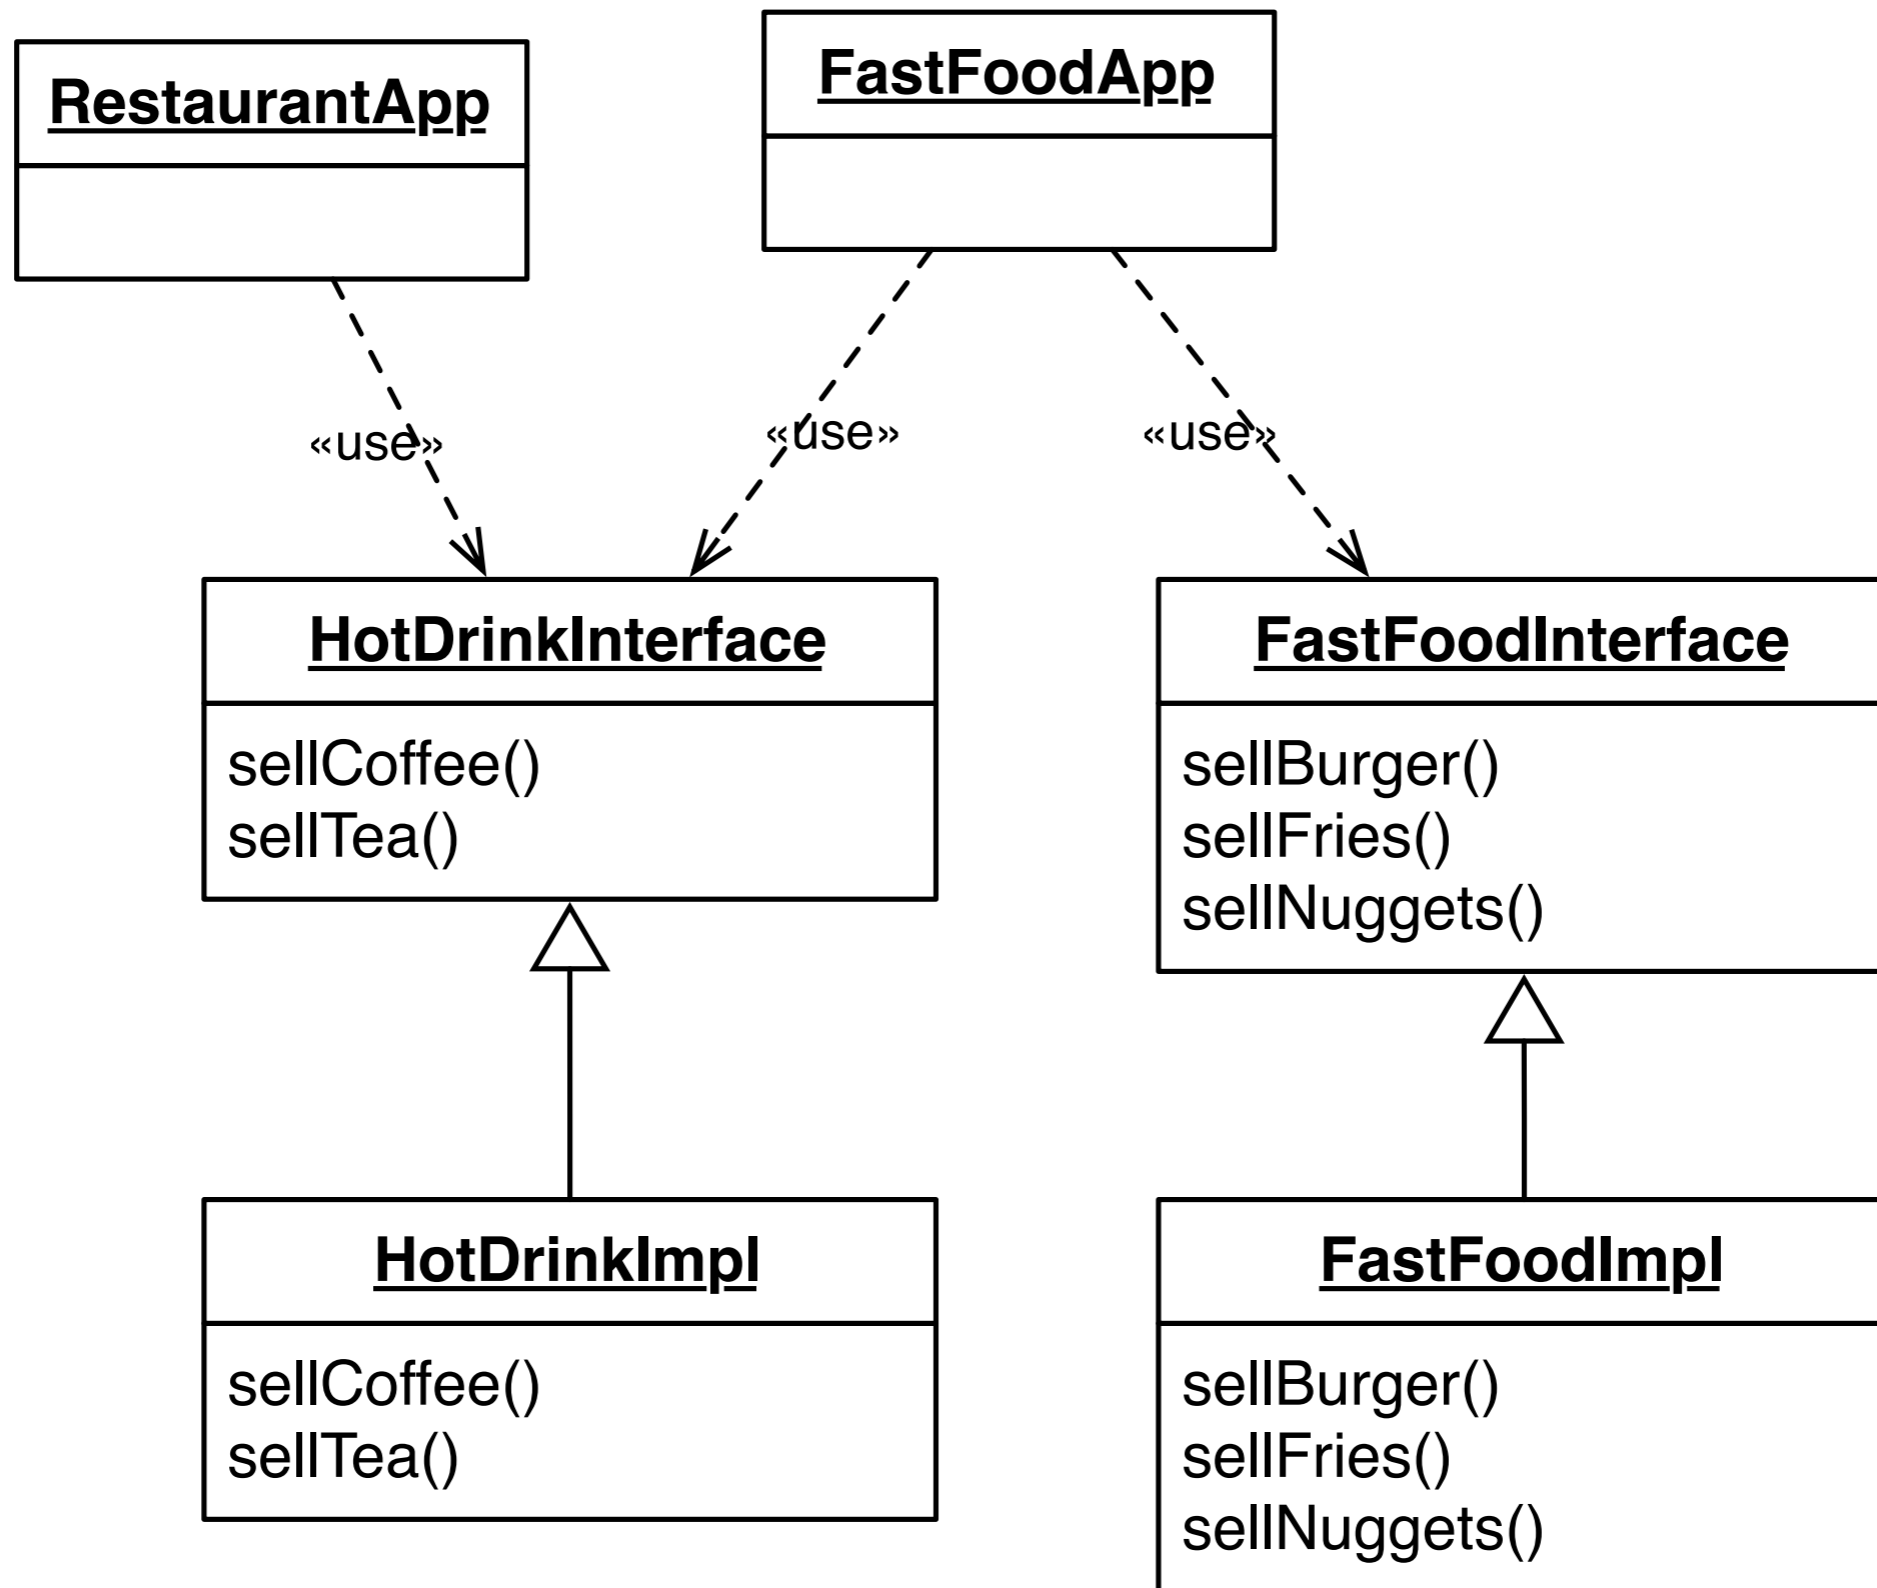 RestaurantApp
FastFoodApp
«use»
«use»
«use»
HotDrinkInterface
sellCoffee()
sellTea()
FastFoodInterface
sellBurger()
sellFries()
sellNuggets()
HotDrinkImpl
sellCoffee()
sellTea()
FastFoodImpl
sellBurger()
sellFries()
sellNuggets()